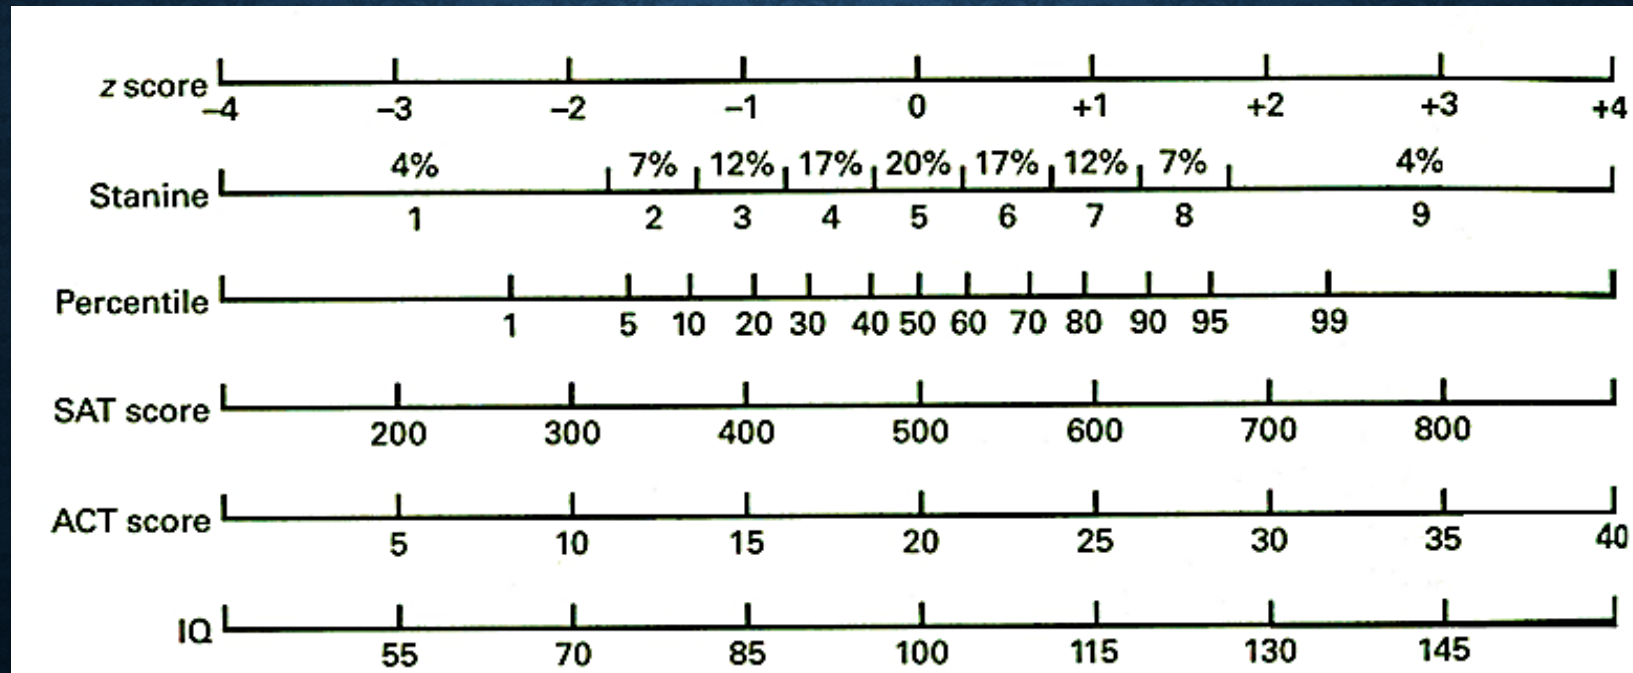 z score
–4 –3 –2 –1 0 +1 +2 +3 +4
4% 7% 12% 17% 20% 17% 12% 7% 4%
Stanine
1 2 3 4 5 6 7 8 9
Percentile
1 5 10 20 30 40 50 60 70 80 90 95 99
SAT score
200 300 400 500 600 700 800
ACT score
5 10 15 20 25 30 35 40
IQ
55 70 85 100 115 130 145